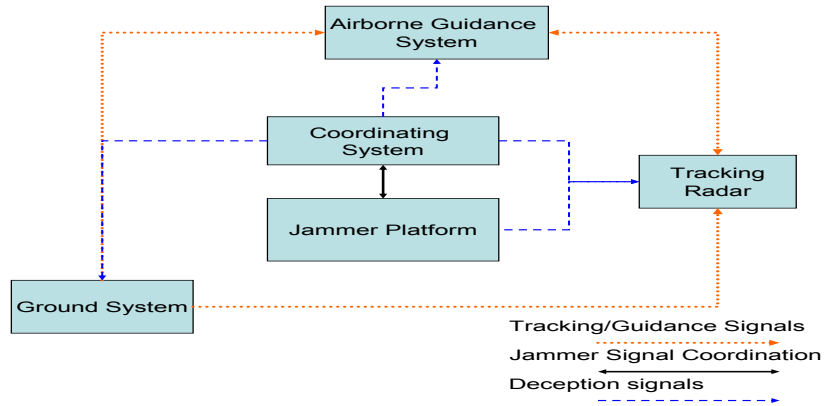 Airborne Guidance
System
Coordinating
System
Tracking
Radar
Jammer Platform
Ground System
Tracking/Guidance Signals
Jammer Signal Coordination
Deception signals